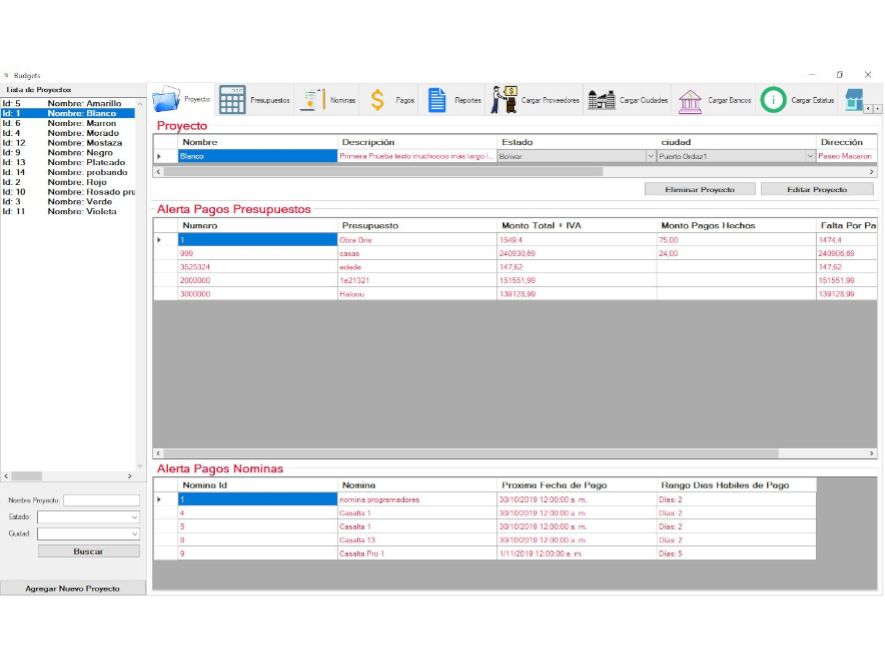 Budgets
Lista de Proyectos
Id: 5 Nombre: Amarillo
Id: 1 Nombre: Blanco
Id: 6 Nombre: Marron
Id: 4 Nombre: Morado
Id: 12 Nombre: Mostaza
Id: 9 Nombre: Negro
Id: 13 Nombre: Plateado
Id: 14 Nombre: probando
Id: 2 Nombre: Rojo
Id: 10 Nombre: Rosado pru
Id: 3 Nombre: Verde
Id: 11 Nombre: Violeta
Nombre Proyecto:
Estado:
Ciudad:
Buscar
Agregar Nuevo Proyecto
Proyecto Presupuestos Nominas Pagos Reportes Cargar Proveedores Cargar Ciudades Cargar Bancos Cargar Estatus
Proyecto
Nombre Descripción Estado ciudad Dirección
Blanco Primera Prueba texto muchoooo más largo l... Bolivar Puerto Ordaz1 Paseo Macaron
Eliminar Proyecto Editar Proyecto
Alerta Pagos Presupuestos
Numero Presupuesto Monto Total + IVA Monto Pagos Hechos Falta Por Pa
1 Obra Gris 1549,4 75,00 1474,4
999 casas 240930,69 24,00 240906,69
3525324 edede 147,62 147,62
2000000 1e21321 151551,99 151551,99
3000000 139128,99 139128,99
Alerta Pagos Nominas
Nomina Id Nomina Proxima Fecha de Pago Rango Dias Habiles de Pago
1 nomina programadores 30/10/2019 12:00:00 a. m. Dias: 2
4 Casalta 1 30/10/2019 12:00:00 a. m. Dias: 2
5 Casalta 1 30/10/2019 12:00:00 a. m. Dias: 2
8 Casalta 13 30/10/2019 12:00:00 a. m. Dias: 2
9 Casalta Pro 1 1/11/2019 12:00:00 a. m. Dias: 5